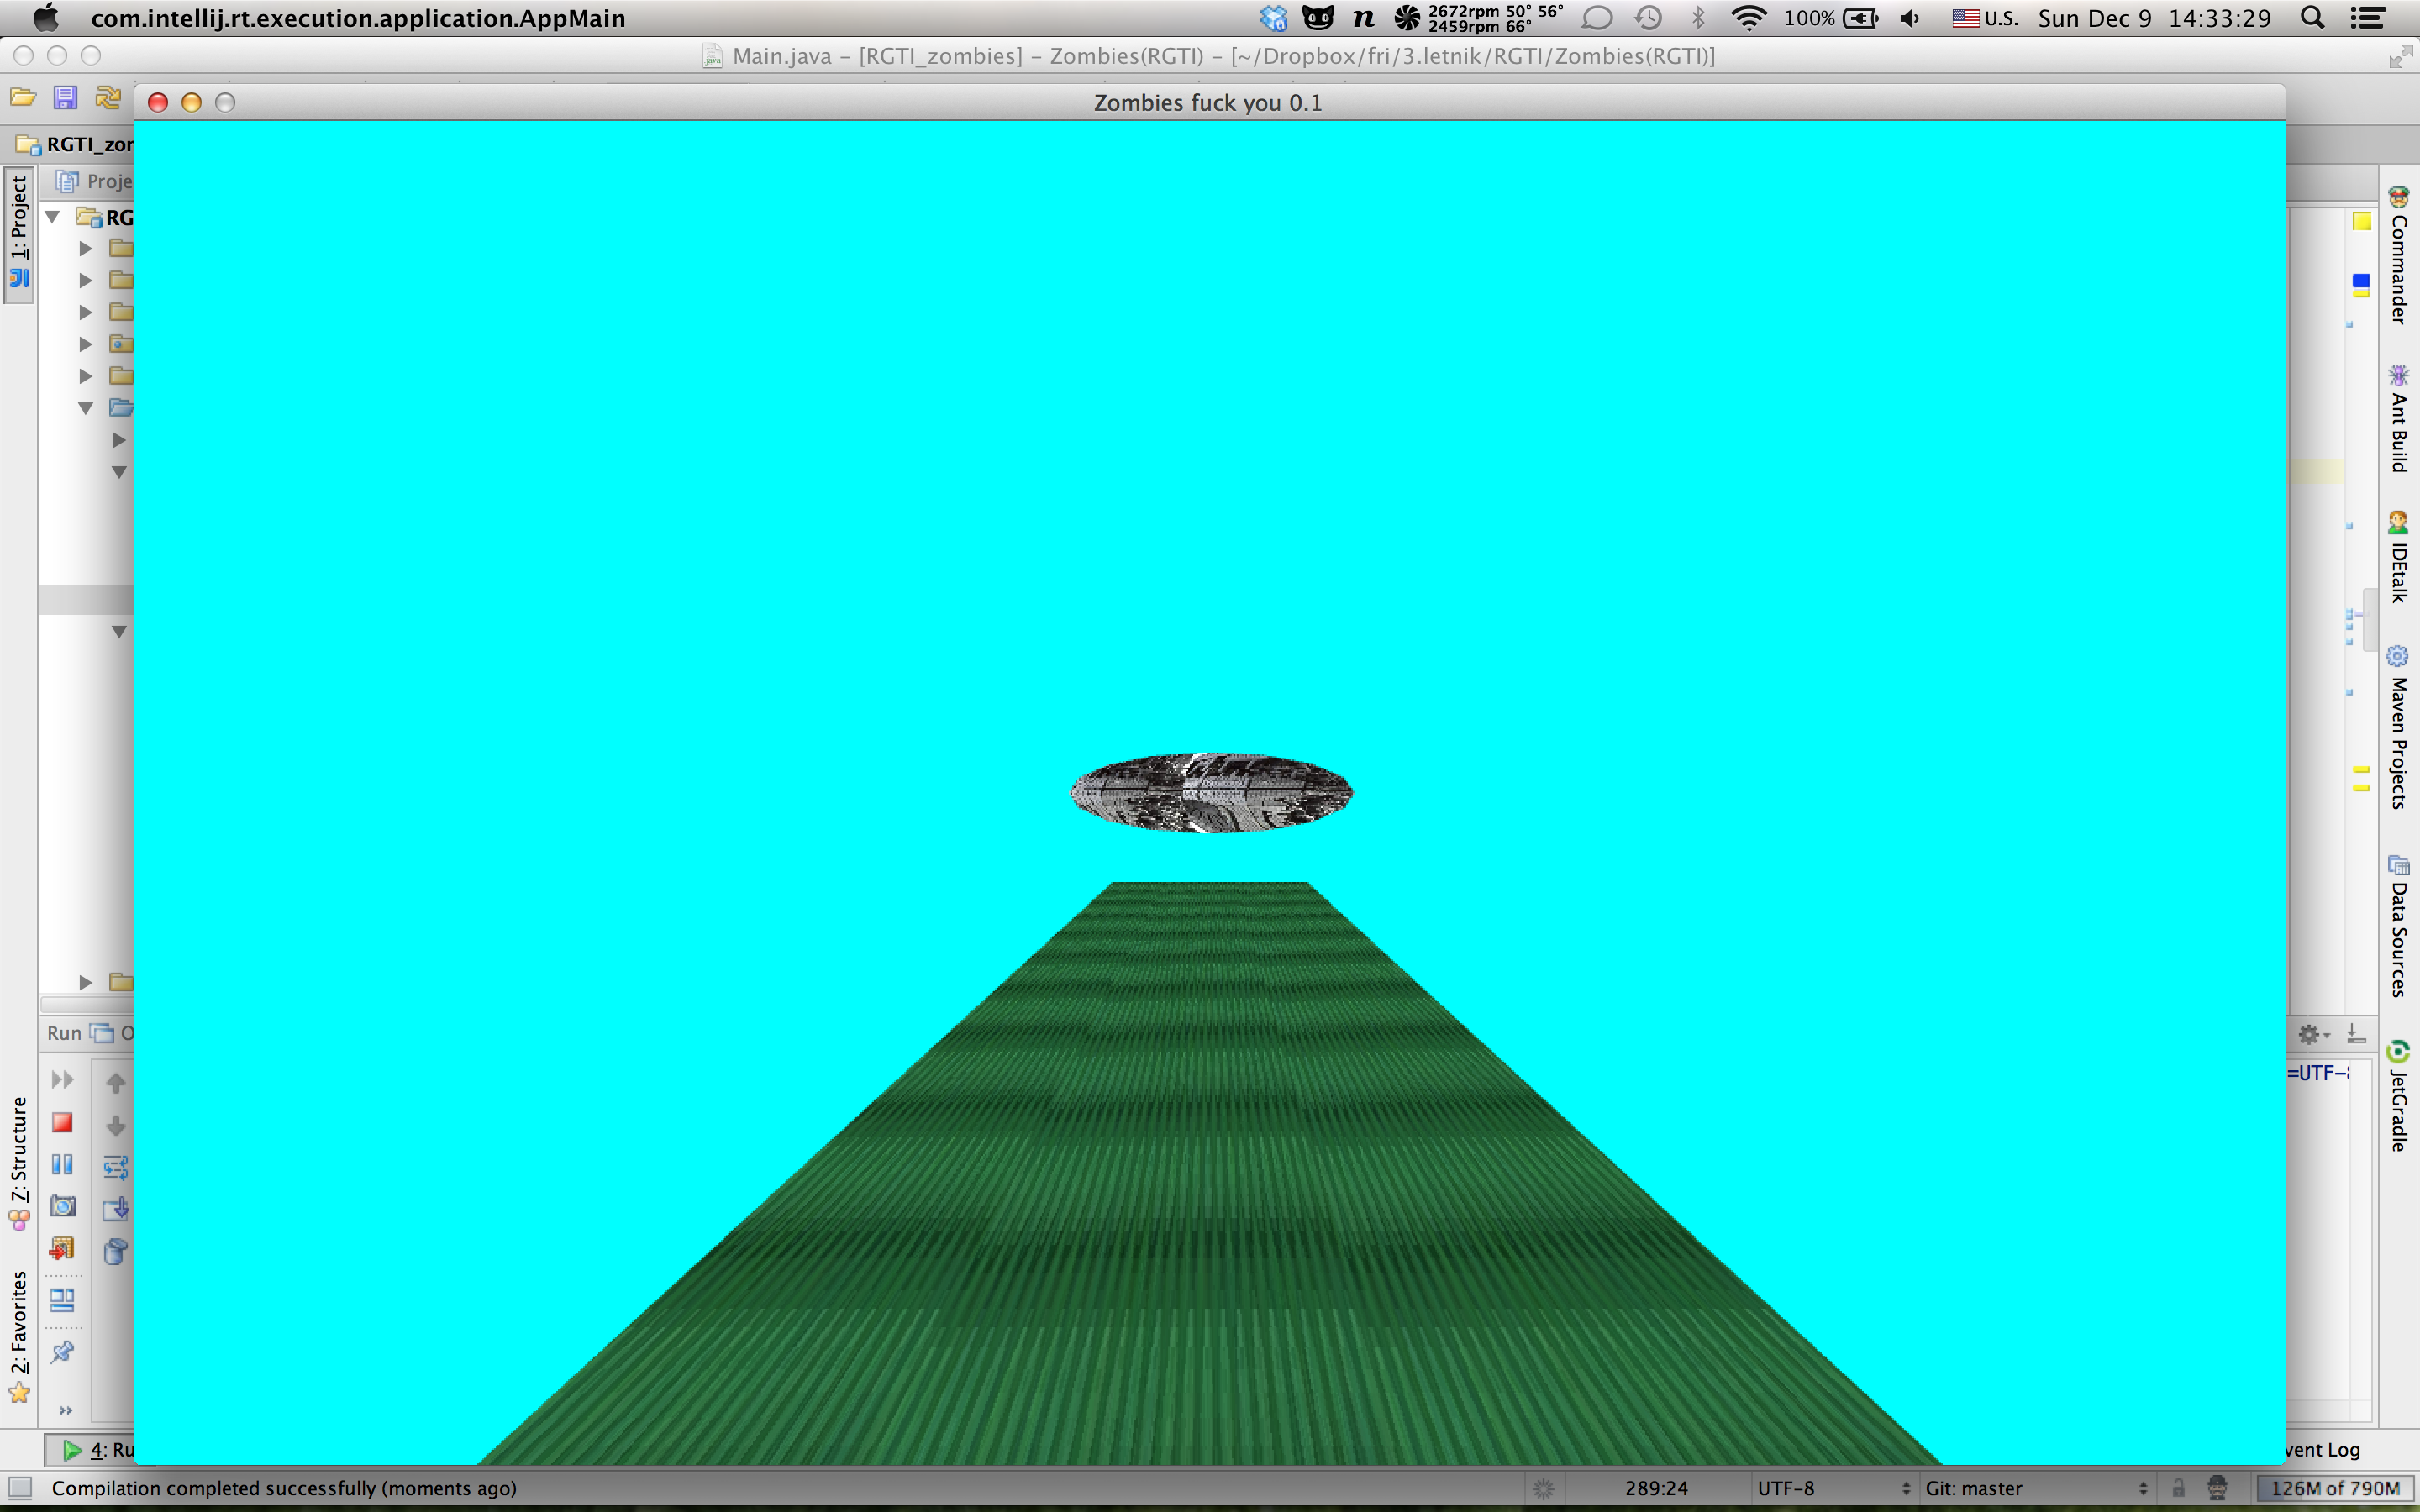 com.intellij.rt.execution.application.AppMain
2672rpm 50° 56°
2459rpm 66°
100%
U.S.
Sun Dec 9 14:33:29
Main.java – [RGTI_zombies] – Zombies(RGTI) – [~/Dropbox/fri/3.letnik/RGTI/Zombies(RGTI)]
Zombies fuck you 0.1
RGTI_zor
1: Project
Proje
RG
Commander
Ant Build
IDEtalk
Maven Projects
Data Sources
JetGradle
Run
O
=UTF-8
7: Structure
2: Favorites
4: Ru
vent Log
Compilation completed successfully (moments ago)
289:24
UTF-8
Git: master
126M of 790M